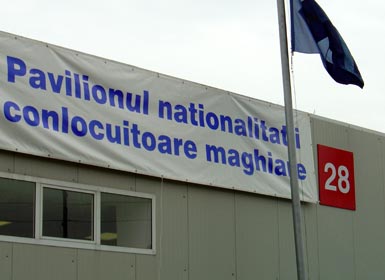 Pavilionul nationalitatii
conlocuitoare maghiare
28